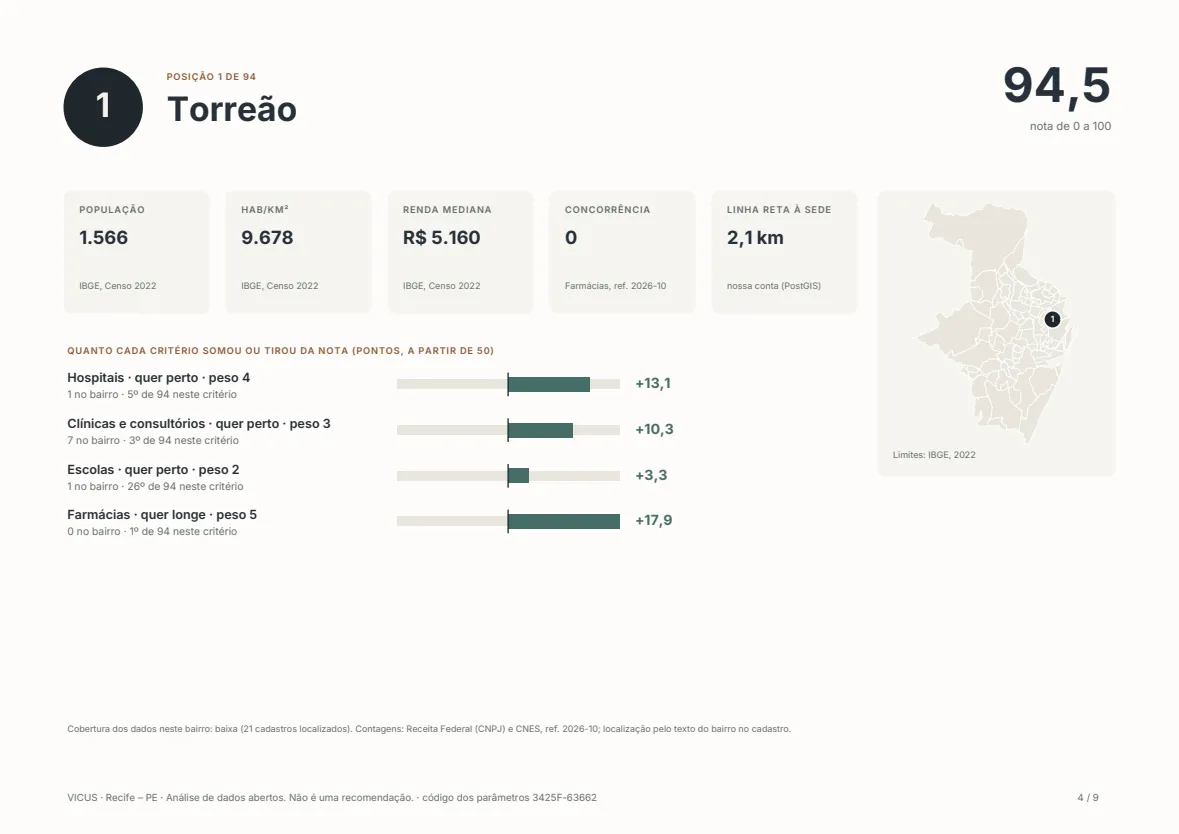 1
POSIÇÃO 1 DE 94
Torreão
94,5
nota de 0 a 100
POPULAÇÃO
1.566
IBGE, Censo 2022
HAB/KM²
9.678
IBGE, Censo 2022
RENDA MEDIANA
R$ 5.160
IBGE, Censo 2022
CONCORRÊNCIA
0
Farmácias, ref. 2026-10
LINHA RETA À SEDE
2,1 km
nossa conta (PostGIS)
1
Limites: IBGE, 2022
QUANTO CADA CRITÉRIO SOMOU OU TIROU DA NOTA (PONTOS, A PARTIR DE 50)
Hospitais · quer perto · peso 4
1 no bairro · 5º de 94 neste critério
+13,1
Clínicas e consultórios · quer perto · peso 3
7 no bairro · 3º de 94 neste critério
+10,3
Escolas · quer perto · peso 2
1 no bairro · 26º de 94 neste critério
+3,3
Farmácias · quer longe · peso 5
0 no bairro · 1º de 94 neste critério
+17,9
Cobertura dos dados neste bairro: baixa (21 cadastros localizados). Contagens: Receita Federal (CNPJ) e CNES, ref. 2026-10; localização pelo texto do bairro no cadastro.
VICUS · Recife – PE · Análise de dados abertos. Não é uma recomendação. · código dos parâmetros 3425F-63662
4 / 9